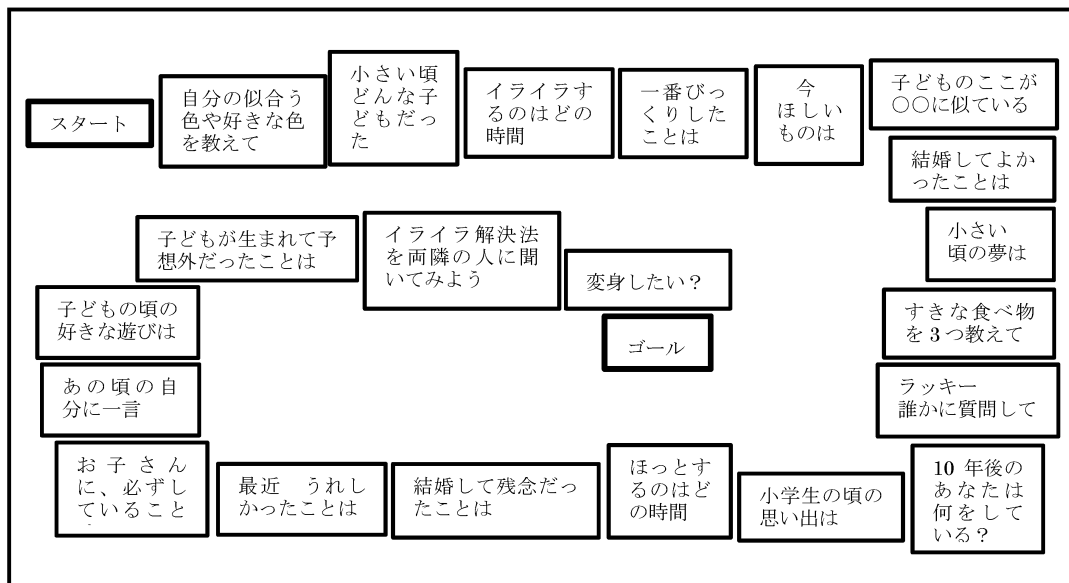 スタート
自分の似合う
色や好きな色
を教えて
小さい頃
どんな子
どもだっ
た
イライラす
るのはどの
時間
一番びっ
くりした
ことは
今
ほしい
ものは
子どものここが
〇〇に似ている
結婚してよか
ったことは
小さい
頃の夢は
すきな食べ物
を3つ教えて
ラッキー
誰かに質問して
10 年後の
あなたは
何をして
いる？
小学生の頃の
思い出は
ほっとす
るのはど
の時間
結婚して残念だっ
たことは
最近　うれし
かったことは
お子さん
に、必ずし
ていること
あの頃の自
分に一言
子どもの頃の
好きな遊びは
子どもが生まれて予
想外だったことは
イライラ解決法
を両隣の人に聞
いてみよう
変身したい？
ゴール